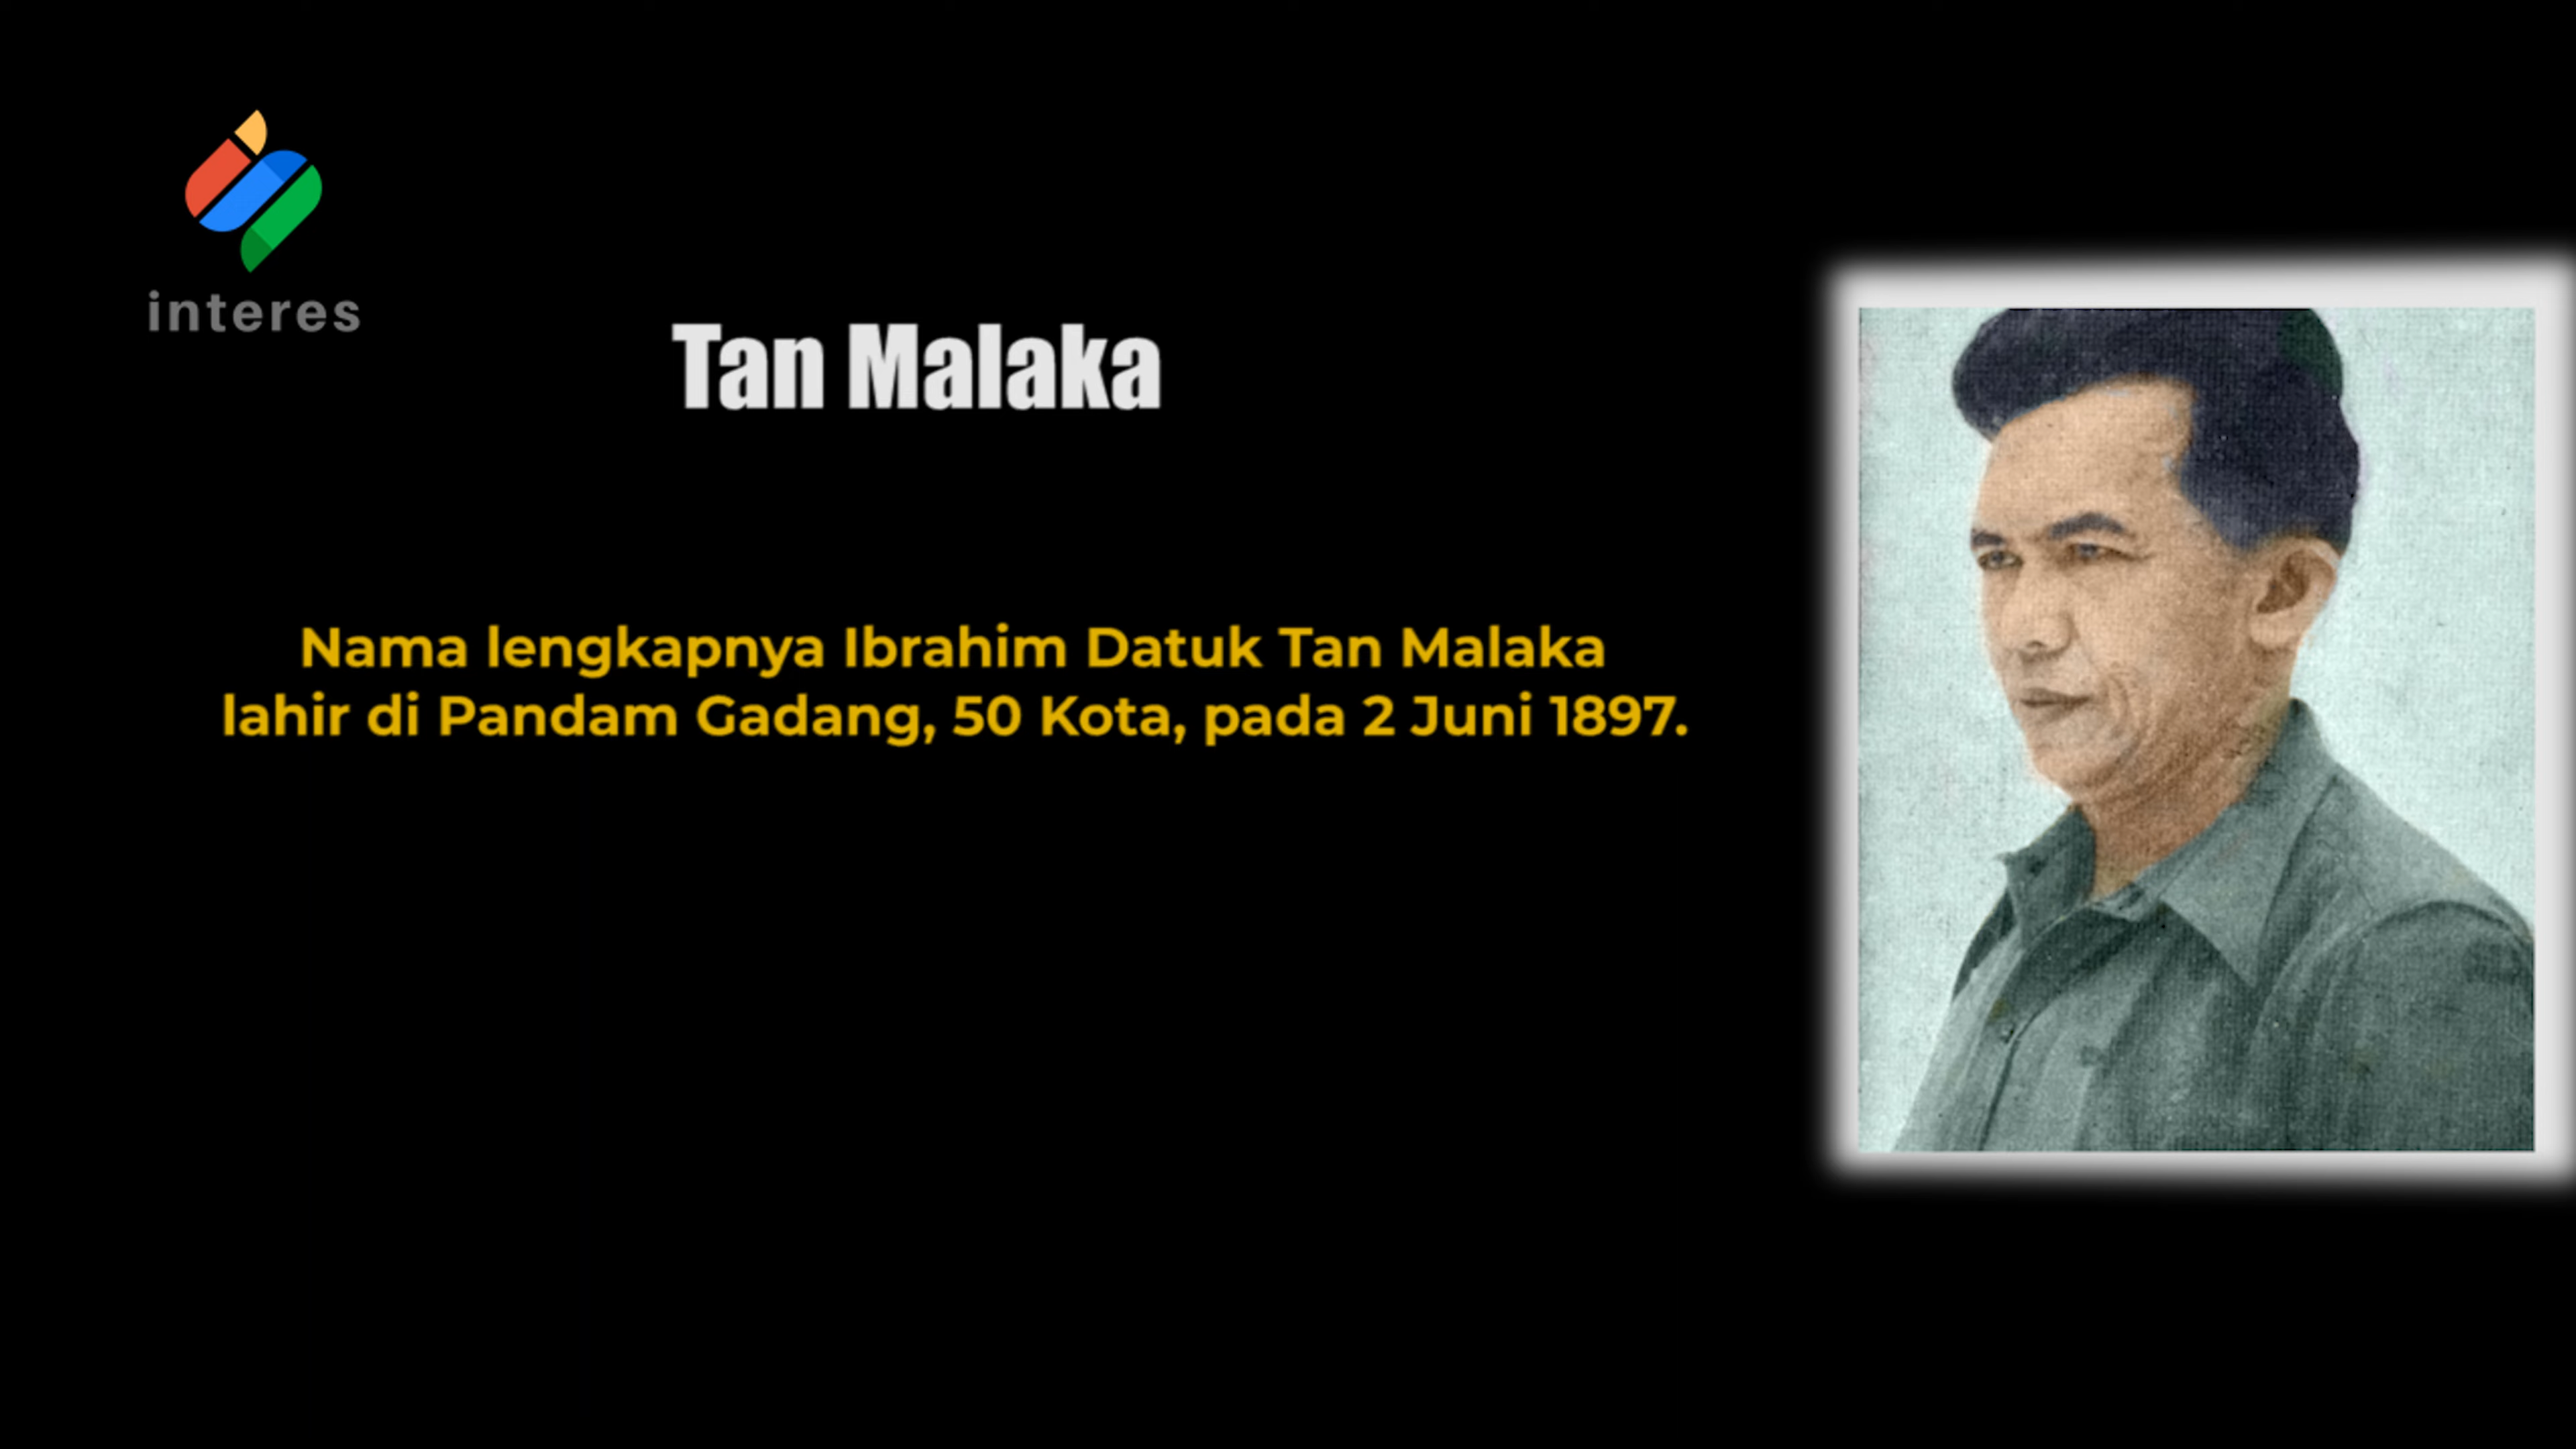 interes
Tan Malaka
Nama lengkapnya Ibrahim Datuk Tan Malaka
lahir di Pandam Gadang, 50 Kota, pada 2 Juni 1897.